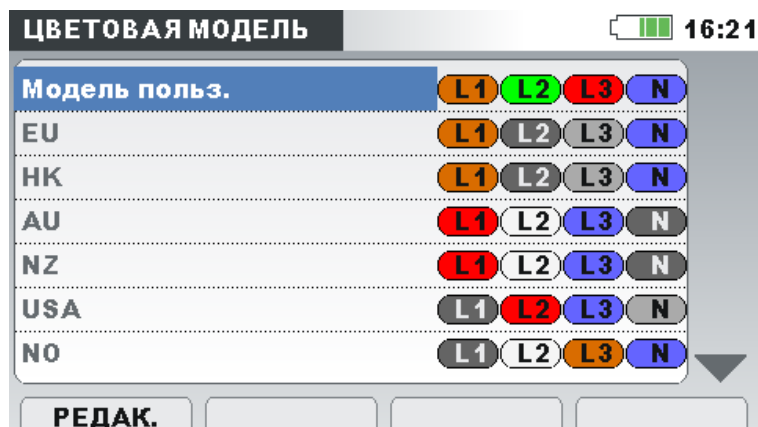 ЦВЕТОВАЯ МОДЕЛЬ 16:21
Модель польз. L1 L2 L3 N
EU L1 L2 L3 N
HK L1 L2 L3 N
AU L1 L2 L3 N
NZ L1 L2 L3 N
USA L1 L2 L3 N
NO L1 L2 L3 N
РЕДАК.